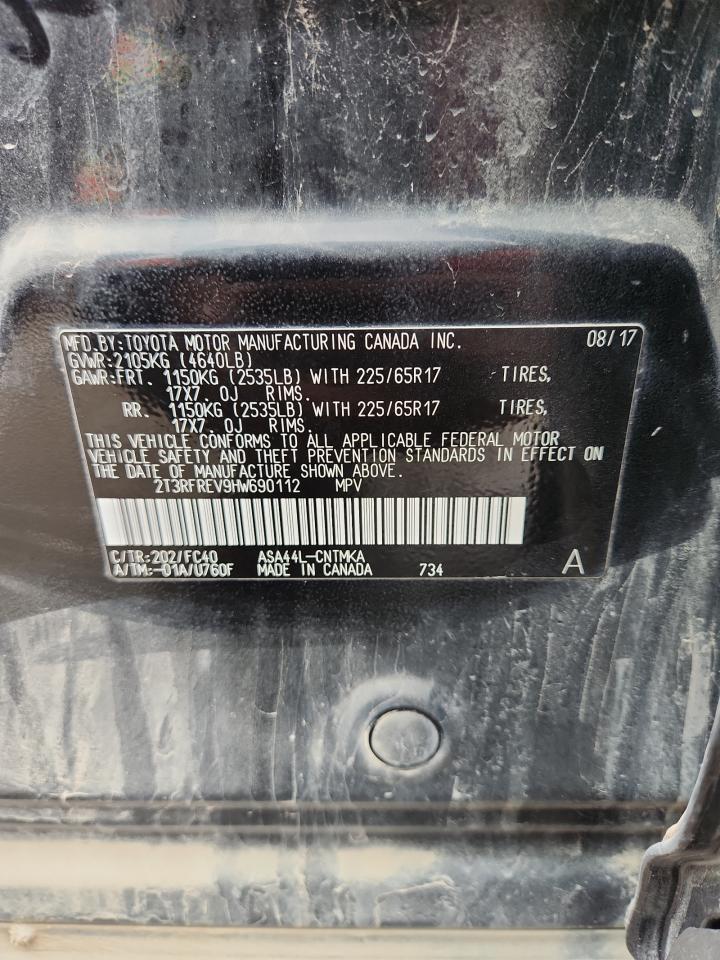 MFD.BY:TOYOTA MOTOR MANUFACTURING CANADA INC. 08/17
GVWR:2105KG (4640LB)
GAWR:FRT. 1150KG (2535LB) WITH 225/65R17 TIRES,
17X7.0J RIMS.
RR. 1150KG (2535LB) WITH 225/65R17 TIRES,
17X7.0J RIMS.
THIS VEHICLE CONFORMS TO ALL APPLICABLE FEDERAL MOTOR
VEHICLE SAFETY AND THEFT PREVENTION STANDARDS IN EFFECT ON
THE DATE OF MANUFACTURE SHOWN ABOVE.
2T3RFREV9HW690112 MPV
C/TR:202/FC40 ASA44L-CNTMKA
A/TM:-01A/U760F MADE IN CANADA 734 A